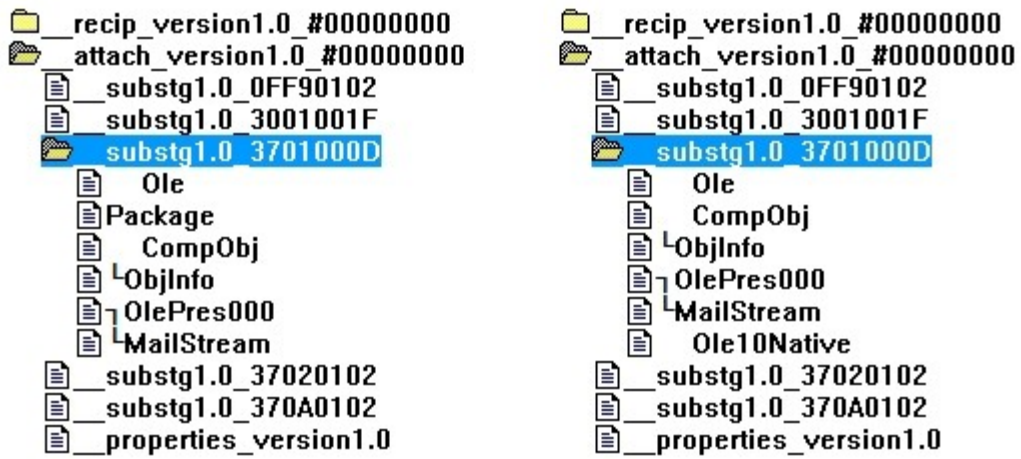 __recip_version1.0_#00000000
__attach_version1.0_#00000000
__substg1.0_0FF90102
__substg1.0_3001001F
__substg1.0_3701000D
Ole
Package
CompObj
└ObjInfo
┐OlePres000
└MailStream
__substg1.0_37020102
__substg1.0_370A0102
__properties_version1.0
__recip_version1.0_#00000000
__attach_version1.0_#00000000
__substg1.0_0FF90102
__substg1.0_3001001F
__substg1.0_3701000D
Ole
CompObj
└ObjInfo
┐OlePres000
└MailStream
Ole10Native
__substg1.0_37020102
__substg1.0_370A0102
__properties_version1.0